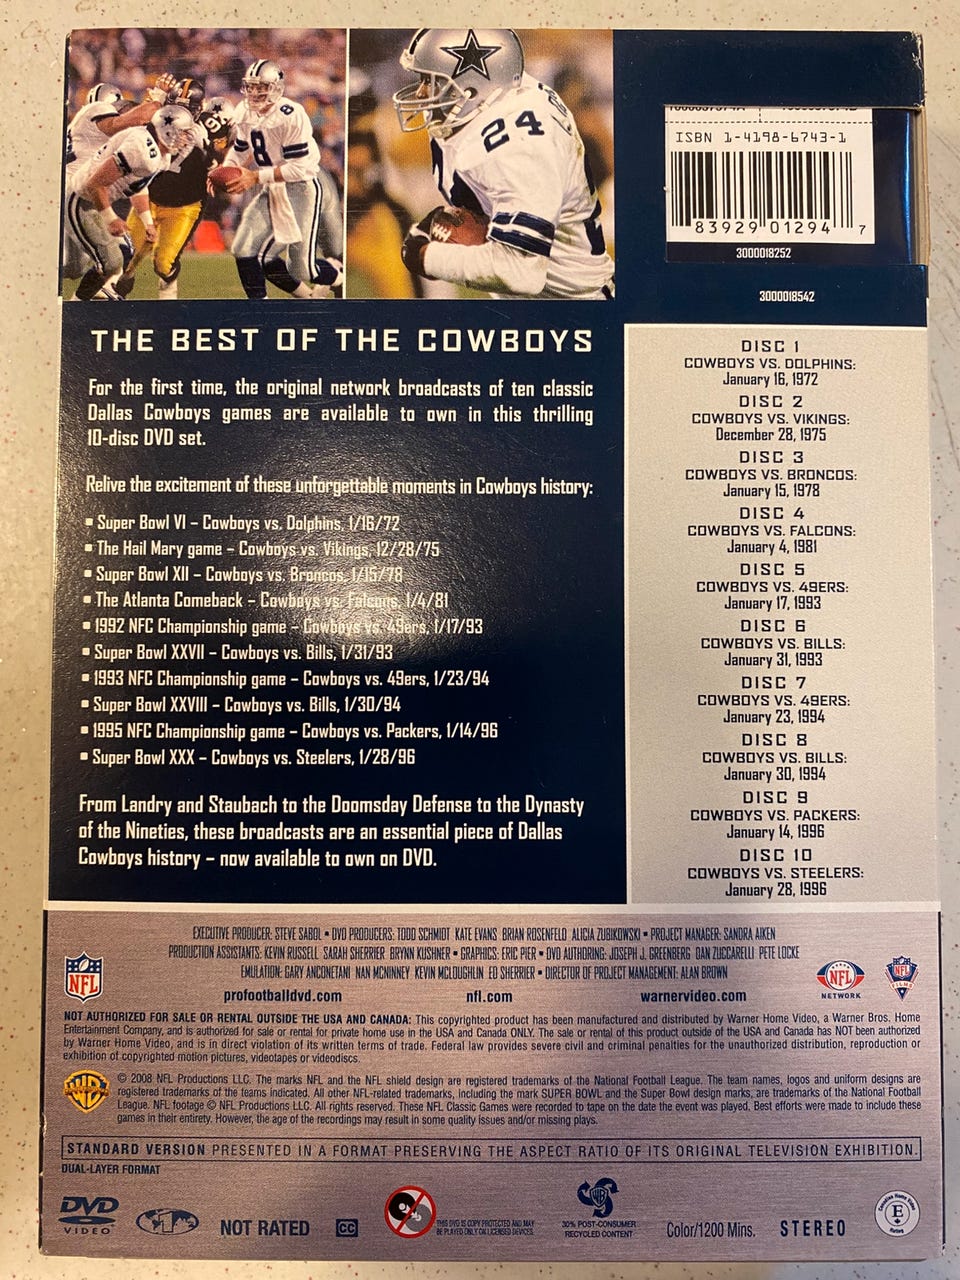 8
97
24
ISBN 1-4198-6743-1
83929 01294 7
3000018252
3000018542
THE BEST OF THE COWBOYS
For the first time, the original network broadcasts of ten classic
Dallas Cowboys games are available to own in this thrilling
10-disc DVD set.
Relive the excitement of these unforgettable moments in Cowboys history:
▪ Super Bowl VI – Cowboys vs. Dolphins, 1/16/72
▪ The Hail Mary game – Cowboys vs. Vikings, 12/28/75
▪ Super Bowl XII – Cowboys vs. Broncos, 1/15/78
▪ The Atlanta Comeback – Cowboys vs. Falcons, 1/4/81
▪ 1992 NFC Championship game – Cowboys vs. 49ers, 1/17/93
▪ Super Bowl XXVII – Cowboys vs. Bills, 1/31/93
▪ 1993 NFC Championship game – Cowboys vs. 49ers, 1/23/94
▪ Super Bowl XXVIII – Cowboys vs. Bills, 1/30/94
▪ 1995 NFC Championship game – Cowboys vs. Packers, 1/14/96
▪ Super Bowl XXX – Cowboys vs. Steelers, 1/28/96
From Landry and Staubach to the Doomsday Defense to the Dynasty
of the Nineties, these broadcasts are an essential piece of Dallas
Cowboys history – now available to own on DVD.
DISC 1
COWBOYS VS. DOLPHINS:
January 16, 1972
DISC 2
COWBOYS VS. VIKINGS:
December 28, 1975
DISC 3
COWBOYS VS. BRONCOS:
January 15, 1978
DISC 4
COWBOYS VS. FALCONS:
January 4, 1981
DISC 5
COWBOYS VS. 49ERS:
January 17, 1993
DISC 6
COWBOYS VS. BILLS:
January 31, 1993
DISC 7
COWBOYS VS. 49ERS:
January 23, 1994
DISC 8
COWBOYS VS. BILLS:
January 30, 1994
DISC 9
COWBOYS VS. PACKERS:
January 14, 1996
DISC 10
COWBOYS VS. STEELERS:
January 28, 1996
EXECUTIVE PRODUCER: STEVE SABOL ▪ DVD PRODUCERS: TODD SCHMIDT KATE EVANS BRIAN ROSENFELD ALICIA ZUBIKOWSKI ▪ PROJECT MANAGER: SANDRA AIKEN
PRODUCTION ASSISTANTS: KEVIN RUSSELL SARAH SHERRIER BRYNN KUSHNER ▪ GRAPHICS: ERIC PIER ▪ DVD AUTHORING: JOSEPH J. GREENBERG DAN ZUCCARELLI PETE LOCKE
EMULATION: GARY ANCONETANI NAN MCNINNEY KEVIN MCLOUGHLIN ED SHERRIER ▪ DIRECTOR OF PROJECT MANAGEMENT: ALAN BROWN
NFL
profootballdvd.com nfl.com warnervideo.com
NFL
NETWORK
NFL
FILMS
NOT AUTHORIZED FOR SALE OR RENTAL OUTSIDE THE USA AND CANADA: This copyrighted product has been manufactured and distributed by Warner Home Video, a Warner Bros. Home
Entertainment Company, and is authorized for sale or rental for private home use in the USA and Canada ONLY. The sale or rental of this product outside of the USA and Canada has NOT been authorized
by Warner Home Video, and is in direct violation of its written terms of trade. Federal law provides severe civil and criminal penalties for the unauthorized distribution, reproduction or
exhibition of copyrighted motion pictures, videotapes or videodiscs.
WB
© 2008 NFL Productions LLC. The marks NFL and the NFL shield design are registered trademarks of the National Football League. The team names, logos and uniform designs are
registered trademarks of the teams indicated. All other NFL-related trademarks, including the mark SUPER BOWL and the Super Bowl design marks, are trademarks of the National Football
League. NFL footage © NFL Productions LLC. All rights reserved. These NFL Classic Games were recorded to tape on the date the event was played. Best efforts were made to include these
games in their entirety. However, the age of the recordings may result in some quality issues and/or missing plays.
STANDARD VERSION PRESENTED IN A FORMAT PRESERVING THE ASPECT RATIO OF ITS ORIGINAL TELEVISION EXHIBITION.
DUAL-LAYER FORMAT
DVD
VIDEO
1
NOT RATED
CC
THIS DVD IS COPY PROTECTED AND MAY
BE PLAYED ONLY ON LICENSED DEVICES.
30% POST-CONSUMER
RECYCLED CONTENT
Color/1200 Mins.
STEREO
Canadian Home Video
E
Rating